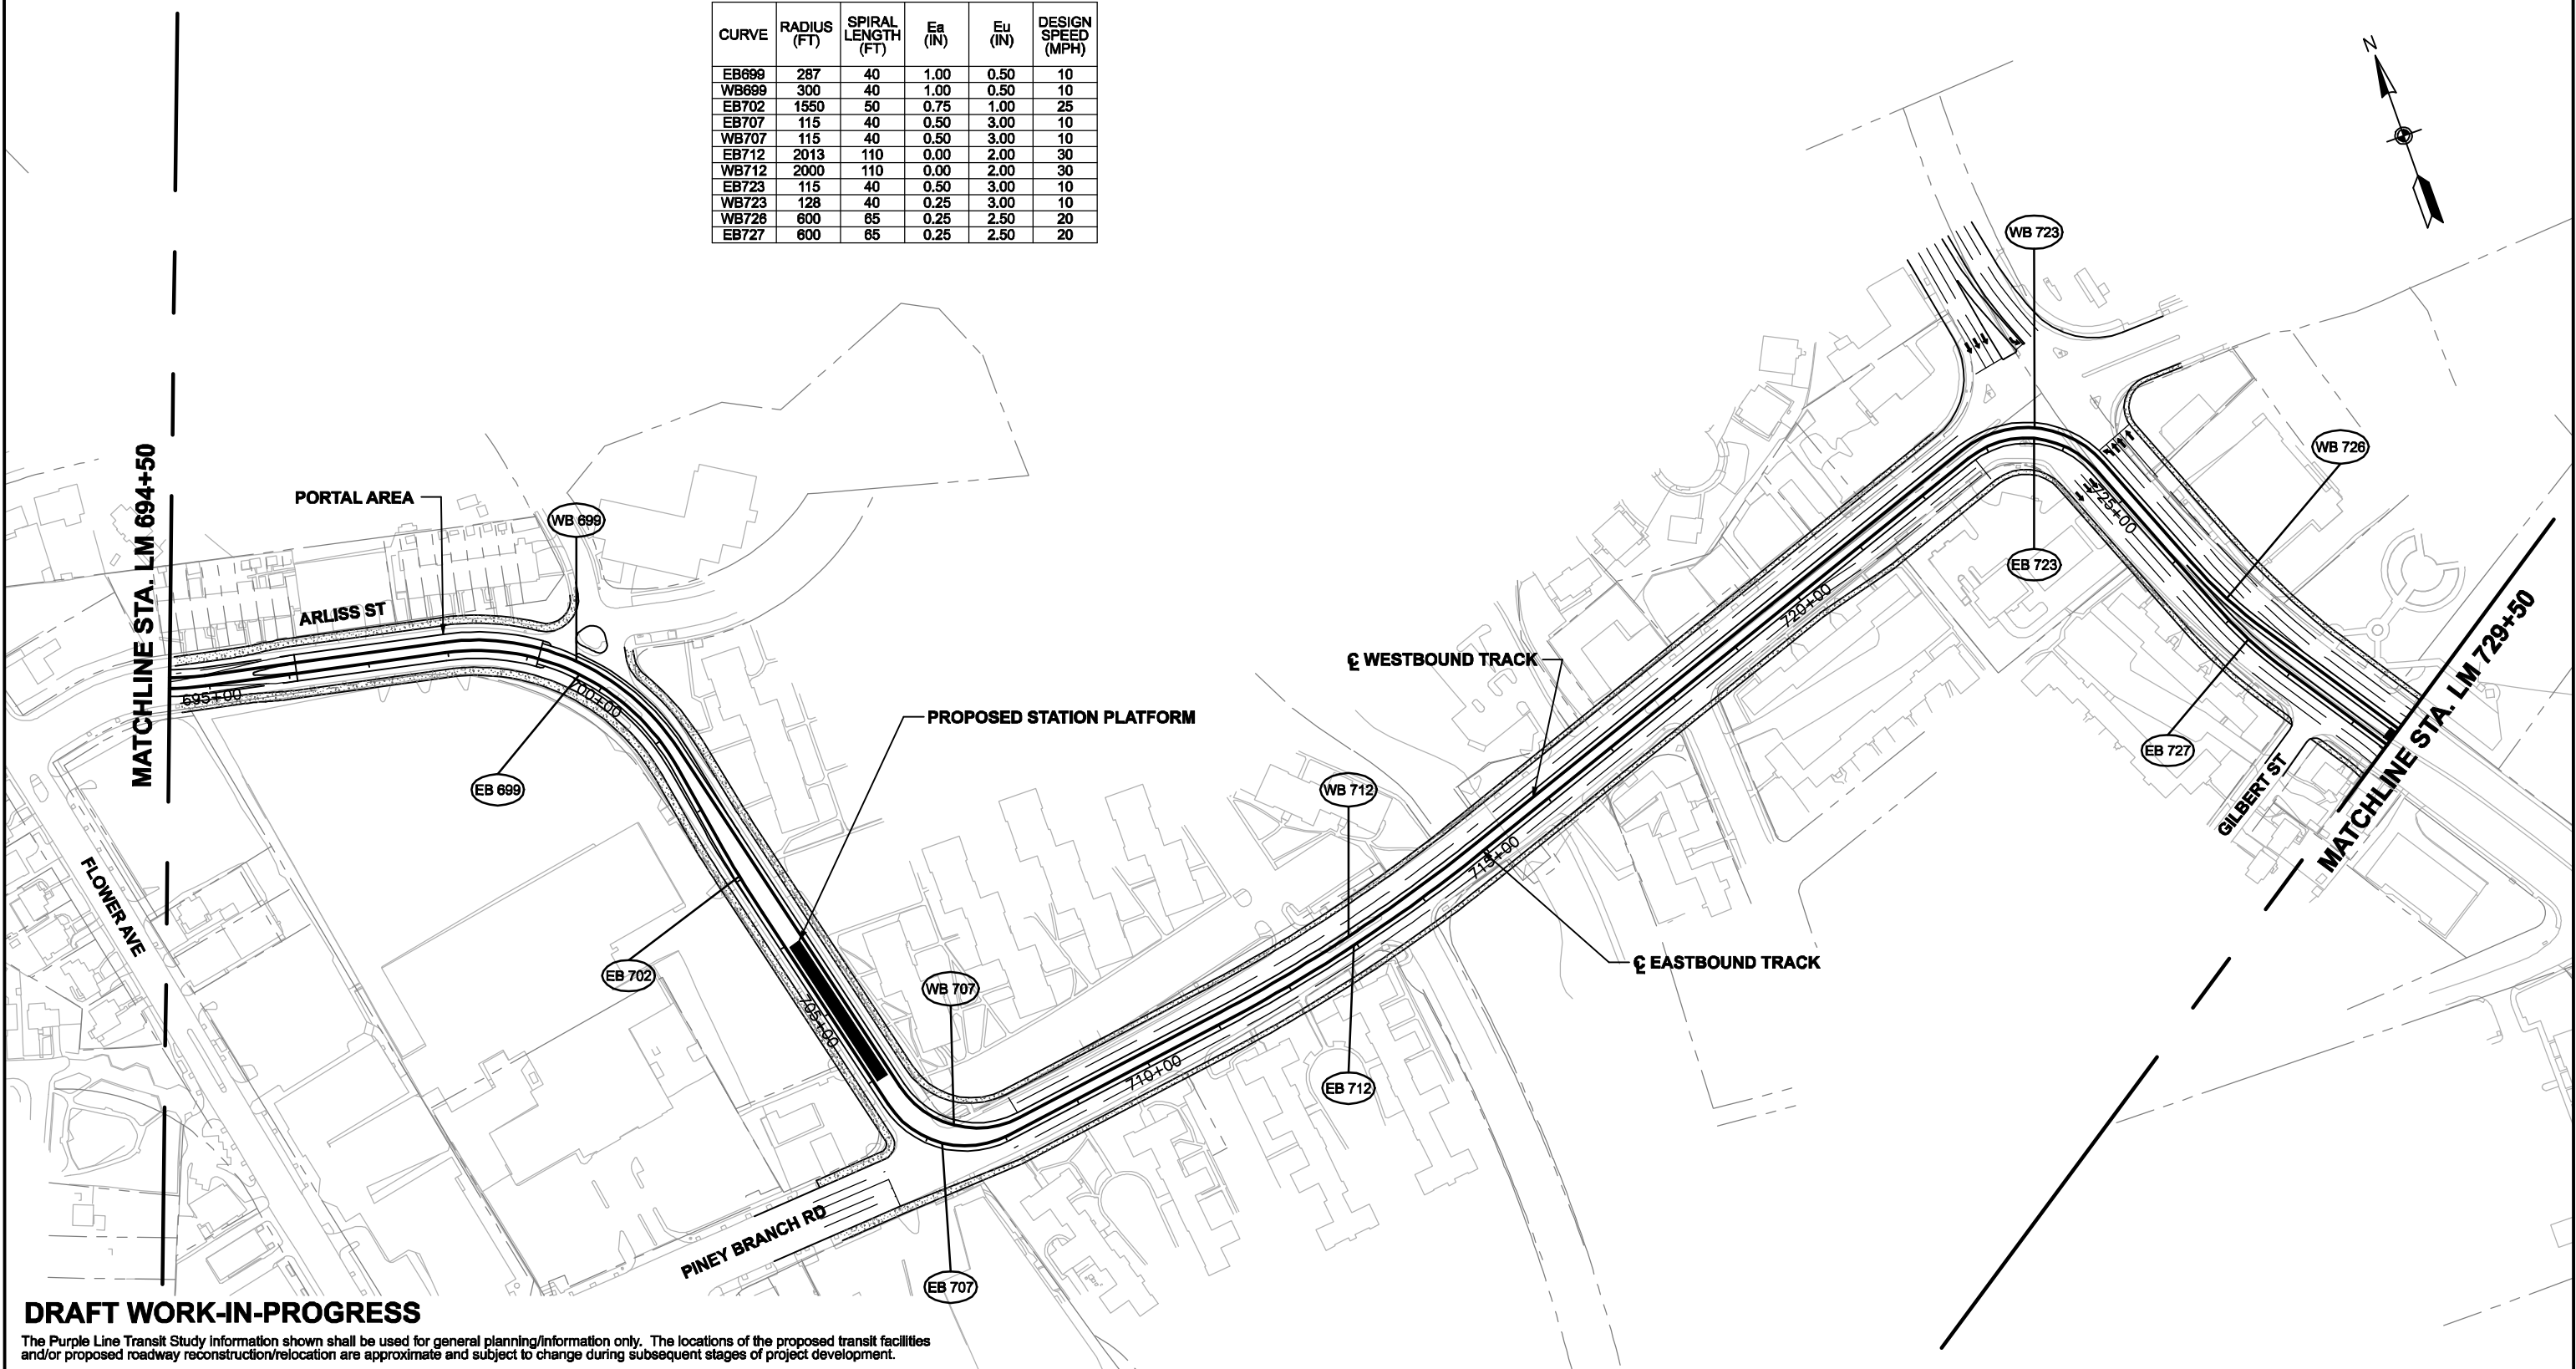 CURVE RADIUS (FT) SPIRAL LENGTH (FT) Ea (IN) Eu (IN) DESIGN SPEED (MPH)
EB699 287 40 1.00 0.50 10
WB699 300 40 1.00 0.50 10
EB702 1550 50 0.75 1.00 25
EB707 115 40 0.50 3.00 10
WB707 115 40 0.50 3.00 10
EB712 2013 110 0.00 2.00 30
WB712 2000 110 0.00 2.00 30
EB723 115 40 0.50 3.00 10
WB723 128 40 0.25 3.00 10
WB726 600 65 0.25 2.50 20
EB727 600 65 0.25 2.50 20
N
WB 723
WB 726
MATCHLINE STA. LM 694+50
PORTAL AREA
WB 699
725+00
EB 723
ARLISS ST
720+00
695+00
700+00
℄ WESTBOUND TRACK
PROPOSED STATION PLATFORM
EB 699
WB 712
EB 727
GILBERT ST
MATCHLINE STA. LM 729+50
FLOWER AVE
715+00
EB 702
WB 707
℄ EASTBOUND TRACK
705+00
710+00
EB 712
PINEY BRANCH RD
EB 707
DRAFT WORK-IN-PROGRESS
The Purple Line Transit Study information shown shall be used for general planning/information only. The locations of the proposed transit facilities
and/or proposed roadway reconstruction/relocation are approximate and subject to change during subsequent stages of project development.